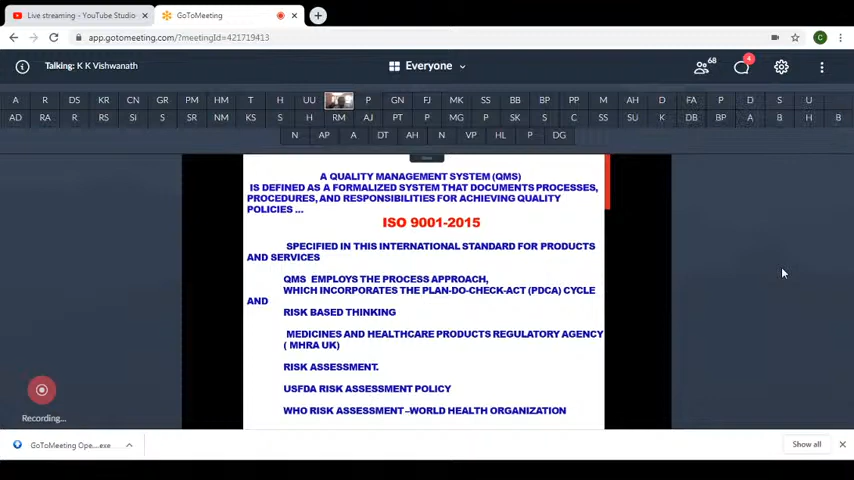 Live streaming - YouTube Studio
GoToMeeting
app.gotomeeting.com/?meetingId=421719413
Talking: K K Vishwanath
Everyone
68
4
A R DS KR CN GR PM HM T H UU P GN FJ MK SS BB BP PP M AH D FA P D S U
AD RA R RS SI S SR NM KS S H RM AJ PT P MG P SK S C SS SU K DB BP A B H B
N AP A DT AH N VP HL P DG
A QUALITY MANAGEMENT SYSTEM (QMS)
IS DEFINED AS A FORMALIZED SYSTEM THAT DOCUMENTS PROCESSES,
PROCEDURES, AND RESPONSIBILITIES FOR ACHIEVING QUALITY
POLICIES ...
ISO 9001-2015
SPECIFIED IN THIS INTERNATIONAL STANDARD FOR PRODUCTS
AND SERVICES
QMS EMPLOYS THE PROCESS APPROACH,
WHICH INCORPORATES THE PLAN-DO-CHECK-ACT (PDCA) CYCLE
AND
RISK BASED THINKING
MEDICINES AND HEALTHCARE PRODUCTS REGULATORY AGENCY
( MHRA UK)
RISK ASSESSMENT.
USFDA RISK ASSESSMENT POLICY
WHO RISK ASSESSMENT –WORLD HEALTH ORGANIZATION
Recording...
GoToMeeting Ope....exe
Show all
C